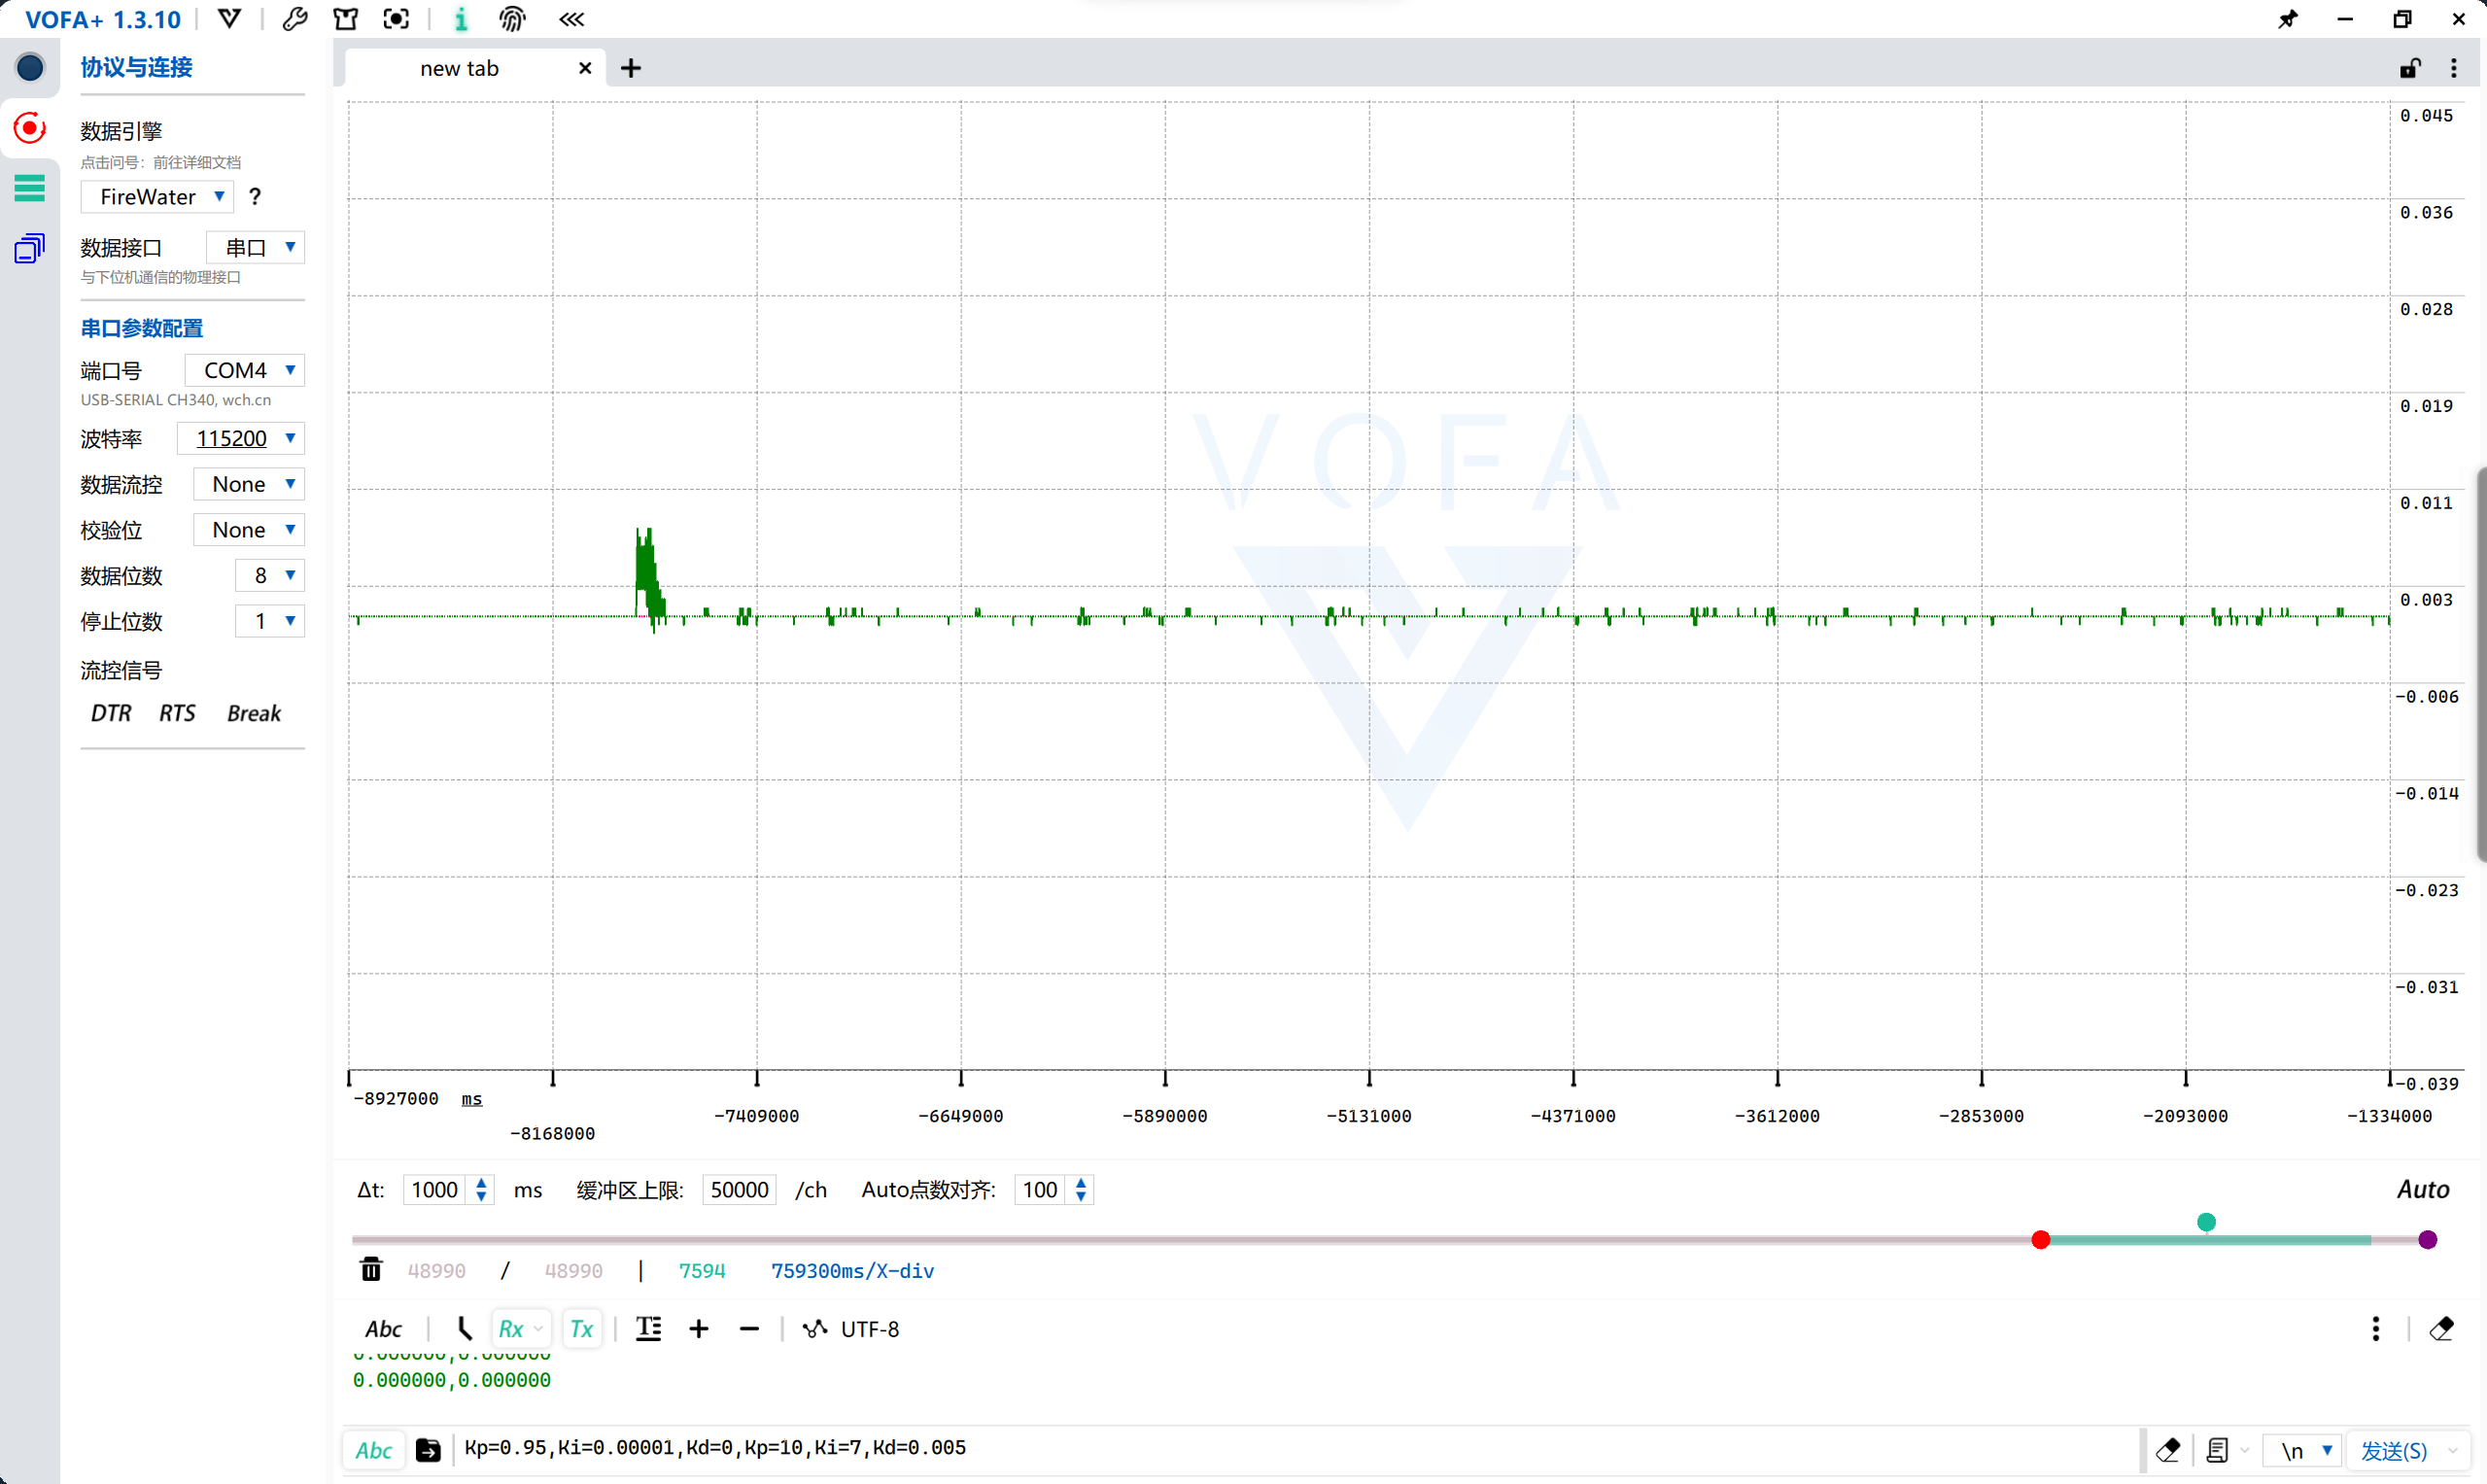 VOFA+ 1.3.10
协议与连接
new tab
数据引擎
点击问号：前往详细文档
FireWater ?
数据接口 串口
与下位机通信的物理接口
串口参数配置
端口号 COM4
USB-SERIAL CH340, wch.cn
波特率 115200
数据流控 None
校验位 None
数据位数 8
停止位数 1
流控信号
DTR RTS Break
VOFA
0.045
0.036
0.028
0.019
0.011
0.003
-0.006
-0.014
-0.023
-0.031
-0.039
-8927000 ms
-8168000
-7409000 -6649000 -5890000 -5131000 -4371000 -3612000 -2853000 -2093000 -1334000
Δt: 1000 ms 缓冲区上限: 50000 /ch Auto点数对齐: 100 Auto
48990 / 48990 | 7594 759300ms/X-div
Abc Rx Tx UTF-8
0.000000,0.000000
0.000000,0.000000
Abc Kp=0.95,Ki=0.00001,Kd=0,Kp=10,Ki=7,Kd=0.005 \n 发送(S)